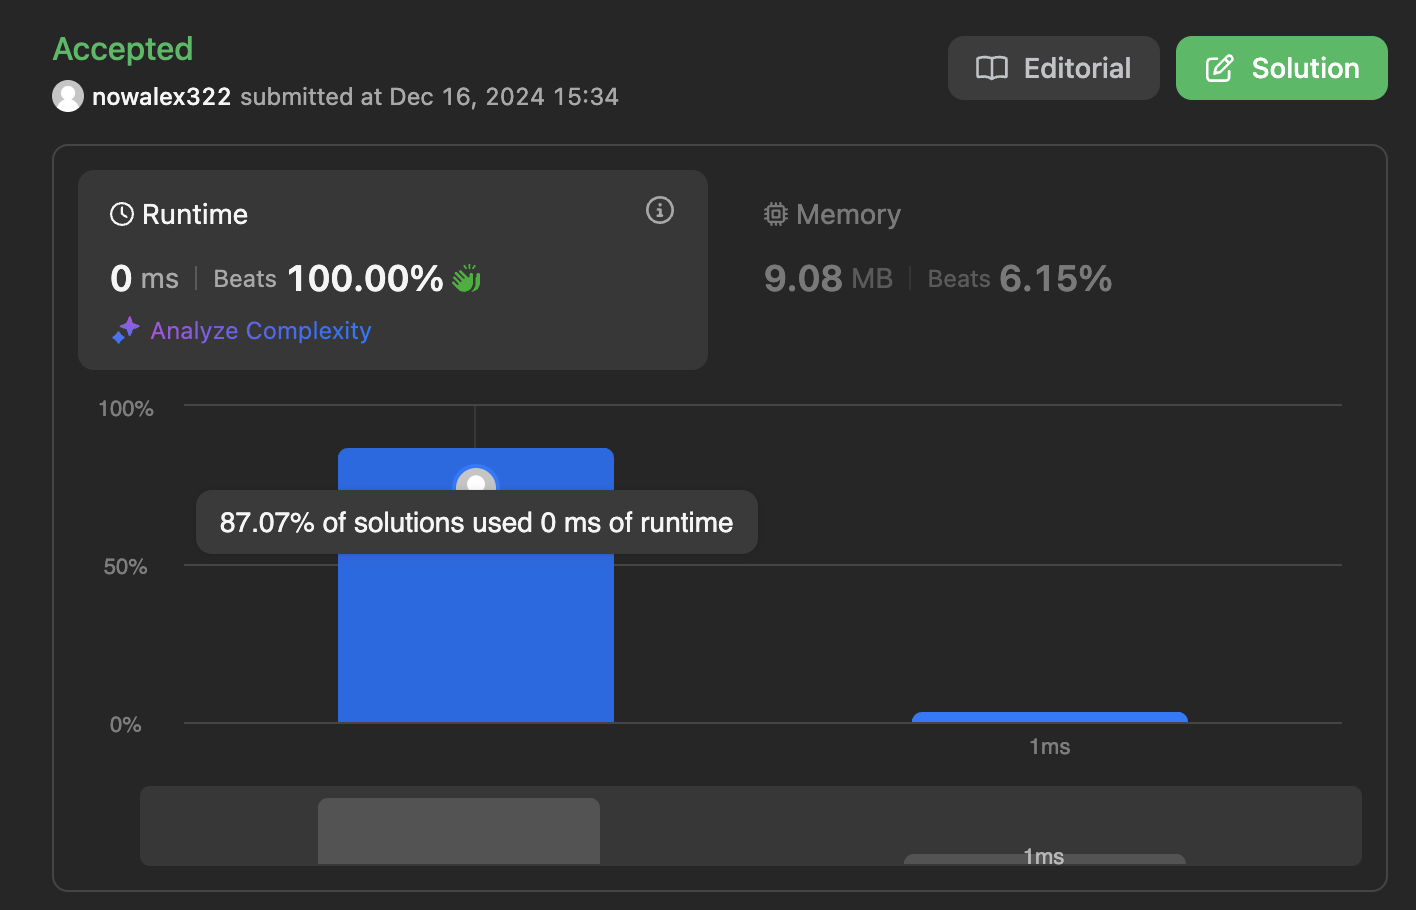 Accepted
nowalex322 submitted at Dec 16, 2024 15:34
Editorial
Solution
Runtime
0 ms Beats 100.00%
Analyze Complexity
Memory
9.08 MB Beats 6.15%
100%
87.07% of solutions used 0 ms of runtime
50%
0%
1ms
1ms